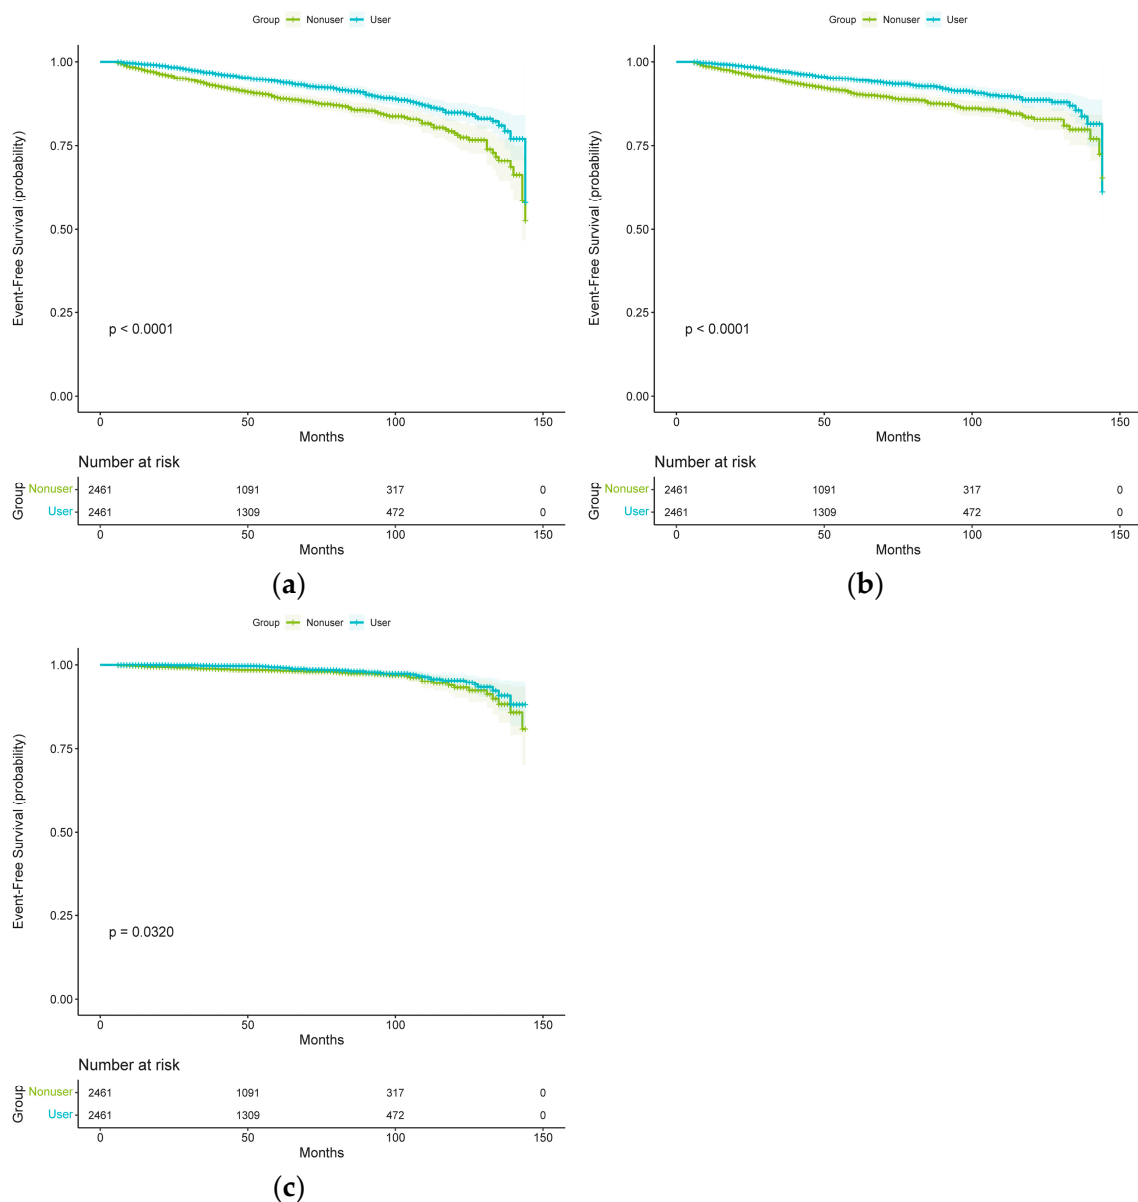 Group Nonuser User
Event-Free Survival (probability)
1.00
0.75
0.50
0.25
0.00
p < 0.0001
0 50 100 150
Months
Number at risk
Group
Nonuser 2461 1091 317 0
User 2461 1309 472 0
0 50 100 150
Months
(a)
Group Nonuser User
Event-Free Survival (probability)
1.00
0.75
0.50
0.25
0.00
p < 0.0001
0 50 100 150
Months
Number at risk
Group
Nonuser 2461 1091 317 0
User 2461 1309 472 0
0 50 100 150
Months
(b)
Group Nonuser User
Event-Free Survival (probability)
1.00
0.75
0.50
0.25
0.00
p = 0.0320
0 50 100 150
Months
Number at risk
Group
Nonuser 2461 1091 317 0
User 2461 1309 472 0
0 50 100 150
Months
(c)